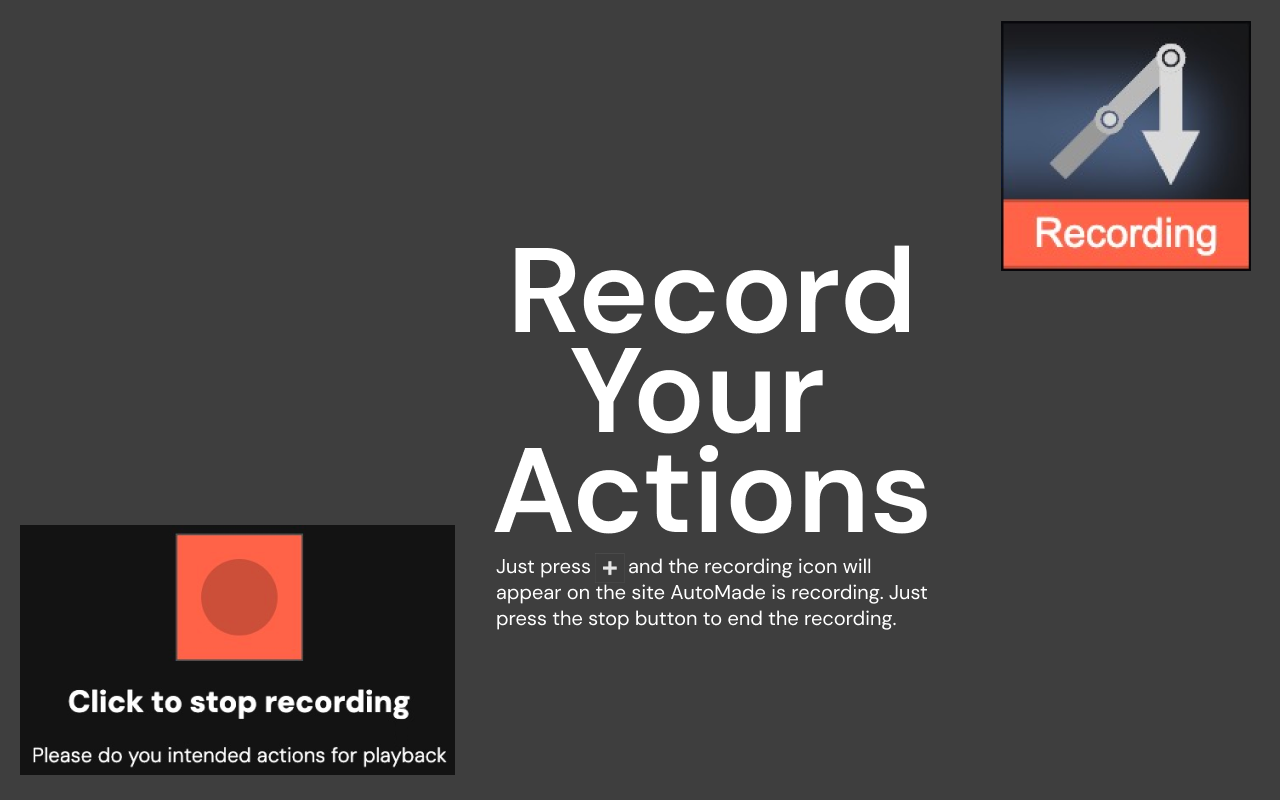 Recording
Record
Your
Actions
Just press + and the recording icon will
appear on the site AutoMade is recording. Just
press the stop button to end the recording.
Click to stop recording
Please do you intended actions for playback